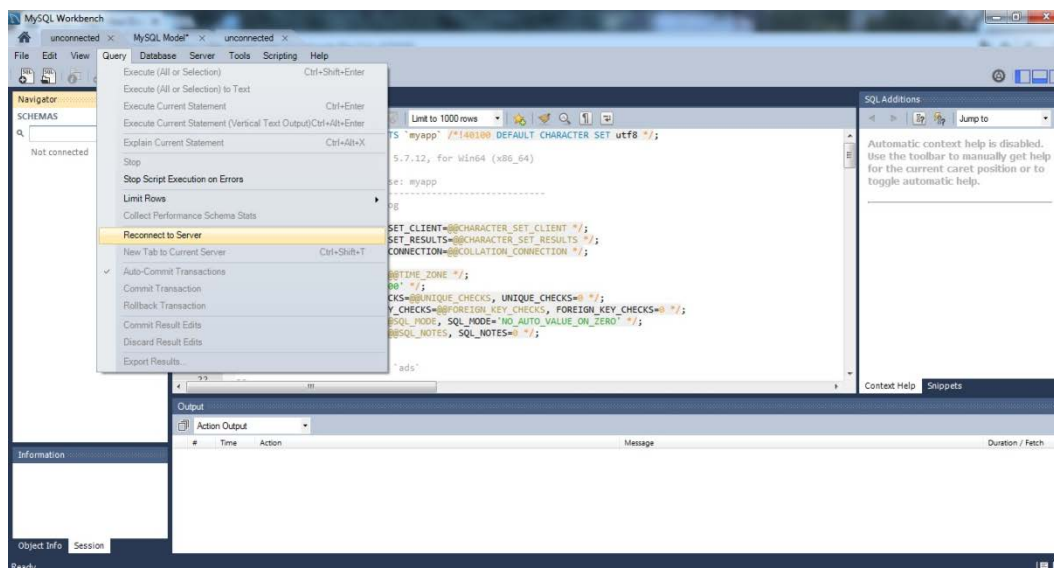 MySQL Workbench
unconnected × MySQL Model* × unconnected ×
File Edit View Query Database Server Tools Scripting Help
Navigator
SCHEMAS
Not connected
Execute (All or Selection) Ctrl+Shift+Enter
Execute (All or Selection) to Text
Execute Current Statement Ctrl+Enter
Execute Current Statement (Vertical Text Output) Ctrl+Alt+Enter
Explain Current Statement Ctrl+Alt+X
Stop
Stop Script Execution on Errors
Limit Rows
Collect Performance Schema Stats
Reconnect to Server
New Tab to Current Server Ctrl+Shift+T
Auto-Commit Transactions
Commit Transaction
Rollback Transaction
Commit Result Edits
Discard Result Edits
Export Results...
Limit to 1000 rows
TS `myapp` /*!40100 DEFAULT CHARACTER SET utf8 */;
5.7.12, for Win64 (x86_64)
se: myapp
------------------------------
og
SET_CLIENT=@@CHARACTER_SET_CLIENT */;
SET_RESULTS=@@CHARACTER_SET_RESULTS */;
CONNECTION=@@COLLATION_CONNECTION */;
@@TIME_ZONE */;
00' */;
CKS=@@UNIQUE_CHECKS, UNIQUE_CHECKS=0 */;
Y_CHECKS=@@FOREIGN_KEY_CHECKS, FOREIGN_KEY_CHECKS=0 */;
@SQL_MODE, SQL_MODE='NO_AUTO_VALUE_ON_ZERO' */;
@@SQL_NOTES, SQL_NOTES=0 */;
`ads`
22
SQL Additions
Jump to
Automatic context help is disabled.
Use the toolbar to manually get help
for the current caret position or to
toggle automatic help.
Context Help Snippets
Output
Action Output
# Time Action Message Duration / Fetch
Information
Object Info Session
Ready